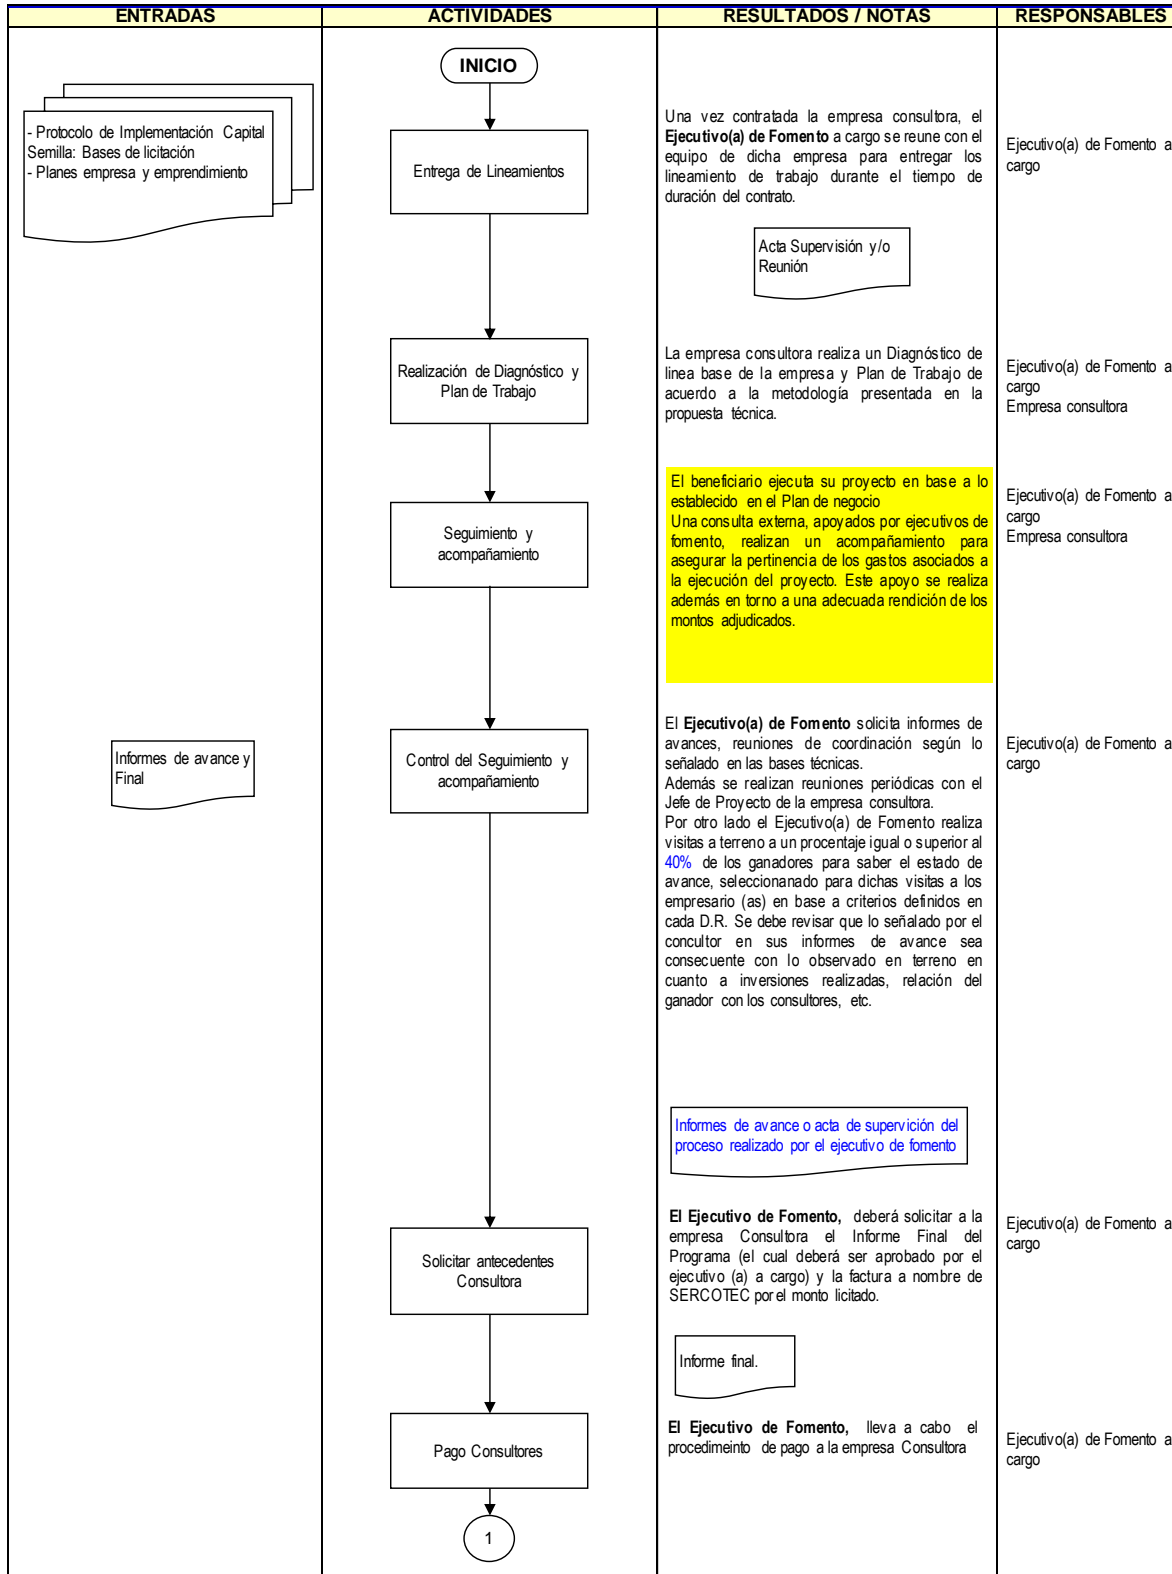 ENTRADAS ACTIVIDADES RESULTADOS / NOTAS RESPONSABLES
INICIO
- Protocolo de Implementación Capital
Semilla: Bases de licitación
- Planes empresa y emprendimiento
Entrega de Lineamientos
Una vez contratada la empresa consultora, el
Ejecutivo(a) de Fomento a cargo se reune con el
equipo de dicha empresa para entregar los
lineamiento de trabajo durante el tiempo de
duración del contrato.
Ejecutivo(a) de Fomento a
cargo
Acta Supervisión y/o
Reunión
Realización de Diagnóstico y
Plan de Trabajo
La empresa consultora realiza un Diagnóstico de
linea base de la empresa y Plan de Trabajo de
acuerdo a la metodología presentada en la
propuesta técnica.
Ejecutivo(a) de Fomento a
cargo
Empresa consultora
Seguimiento y
acompañamiento
El beneficiario ejecuta su proyecto en base a lo
establecido en el Plan de negocio
Una consulta externa, apoyados por ejecutivos de
fomento, realizan un acompañamiento para
asegurar la pertinencia de los gastos asociados a
la ejecución del proyecto. Este apoyo se realiza
además en torno a una adecuada rendición de los
montos adjudicados.
Ejecutivo(a) de Fomento a
cargo
Empresa consultora
Informes de avance y
Final
Control del Seguimiento y
acompañamiento
El Ejecutivo(a) de Fomento solicita informes de
avances, reuniones de coordinación según lo
señalado en las bases técnicas.
Además se realizan reuniones periódicas con el
Jefe de Proyecto de la empresa consultora.
Por otro lado el Ejecutivo(a) de Fomento realiza
visitas a terreno a un porcentaje igual o superior al
40% de los ganadores para saber el estado de
avance, seleccionanado para dichas visitas a los
empresario (as) en base a criterios definidos en
cada D.R. Se debe revisar que lo señalado por el
concultor en sus informes de avance sea
consecuente con lo observado en terreno en
cuanto a inversiones realizadas, relación del
ganador con los consultores, etc.
Ejecutivo(a) de Fomento a
cargo
Informes de avance o acta de supervición del
proceso realizado por el ejecutivo de fomento
Solicitar antecedentes
Consultora
El Ejecutivo de Fomento, deberá solicitar a la
empresa Consultora el Informe Final del
Programa (el cual deberá ser aprobado por el
ejecutivo (a) a cargo) y la factura a nombre de
SERCOTEC por el monto licitado.
Ejecutivo(a) de Fomento a
cargo
Informe final.
Pago Consultores
El Ejecutivo de Fomento, lleva a cabo el
procedimeinto de pago a la empresa Consultora
Ejecutivo(a) de Fomento a
cargo
1